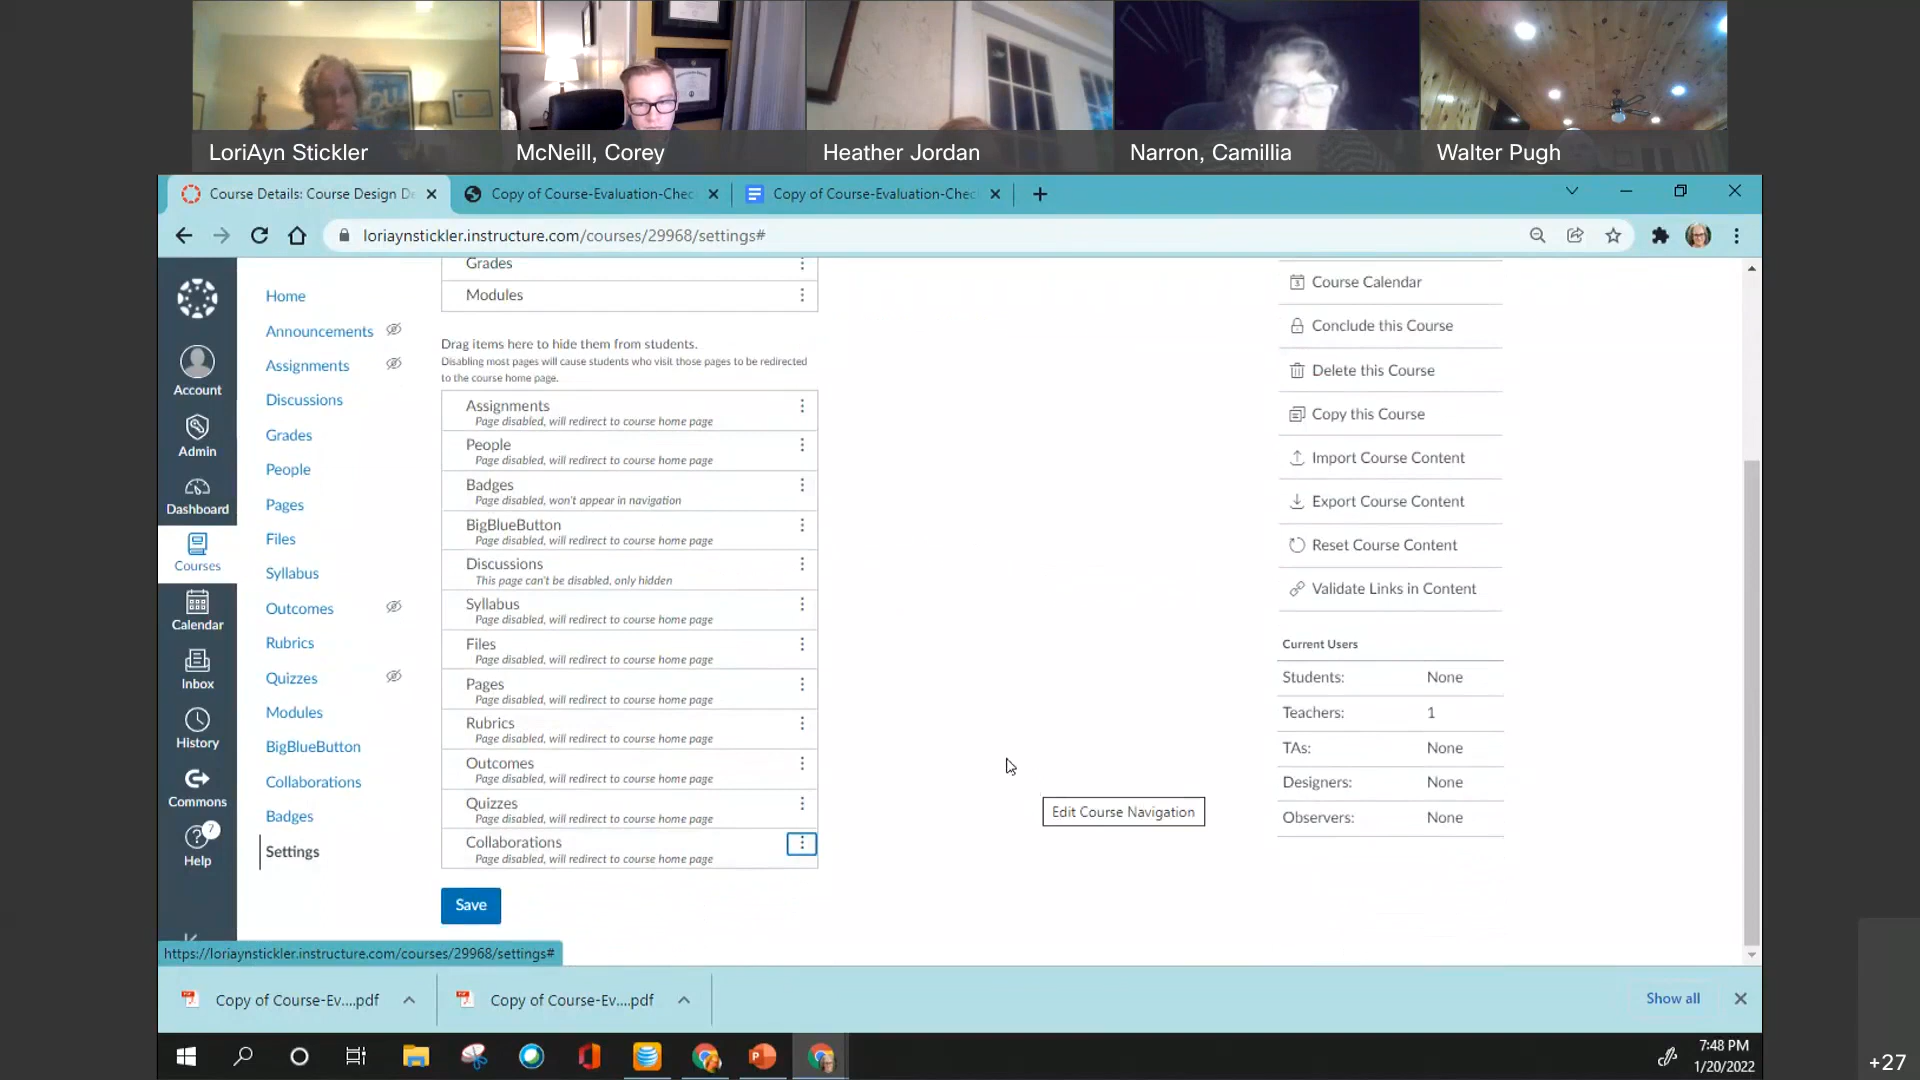 LoriAyn Stickler
McNeill, Corey
Heather Jordan
Narron, Camillia
Walter Pugh
Course Details: Course Design De
Copy of Course-Evaluation-Chec
Copy of Course-Evaluation-Chec
loriaynstickler.instructure.com/courses/29968/settings#
Account
Admin
Dashboard
Courses
Calendar
Inbox
History
Commons
7
Help
Home
Announcements
Assignments
Discussions
Grades
People
Pages
Files
Syllabus
Outcomes
Rubrics
Quizzes
Modules
BigBlueButton
Collaborations
Badges
Settings
Grades
Modules
Drag items here to hide them from students.
Disabling most pages will cause students who visit those pages to be redirected
to the course home page.
Assignments
Page disabled, will redirect to course home page
People
Page disabled, will redirect to course home page
Badges
Page disabled, won't appear in navigation
BigBlueButton
Page disabled, will redirect to course home page
Discussions
This page can't be disabled, only hidden
Syllabus
Page disabled, will redirect to course home page
Files
Page disabled, will redirect to course home page
Pages
Page disabled, will redirect to course home page
Rubrics
Page disabled, will redirect to course home page
Outcomes
Page disabled, will redirect to course home page
Quizzes
Page disabled, will redirect to course home page
Collaborations
Page disabled, will redirect to course home page
Save
Edit Course Navigation
Course Calendar
Conclude this Course
Delete this Course
Copy this Course
Import Course Content
Export Course Content
Reset Course Content
Validate Links in Content
Current Users
Students: None
Teachers: 1
TAs: None
Designers: None
Observers: None
https://loriaynstickler.instructure.com/courses/29968/settings#
Copy of Course-Ev....pdf
Copy of Course-Ev....pdf
Show all
7:48 PM
1/20/2022
+27